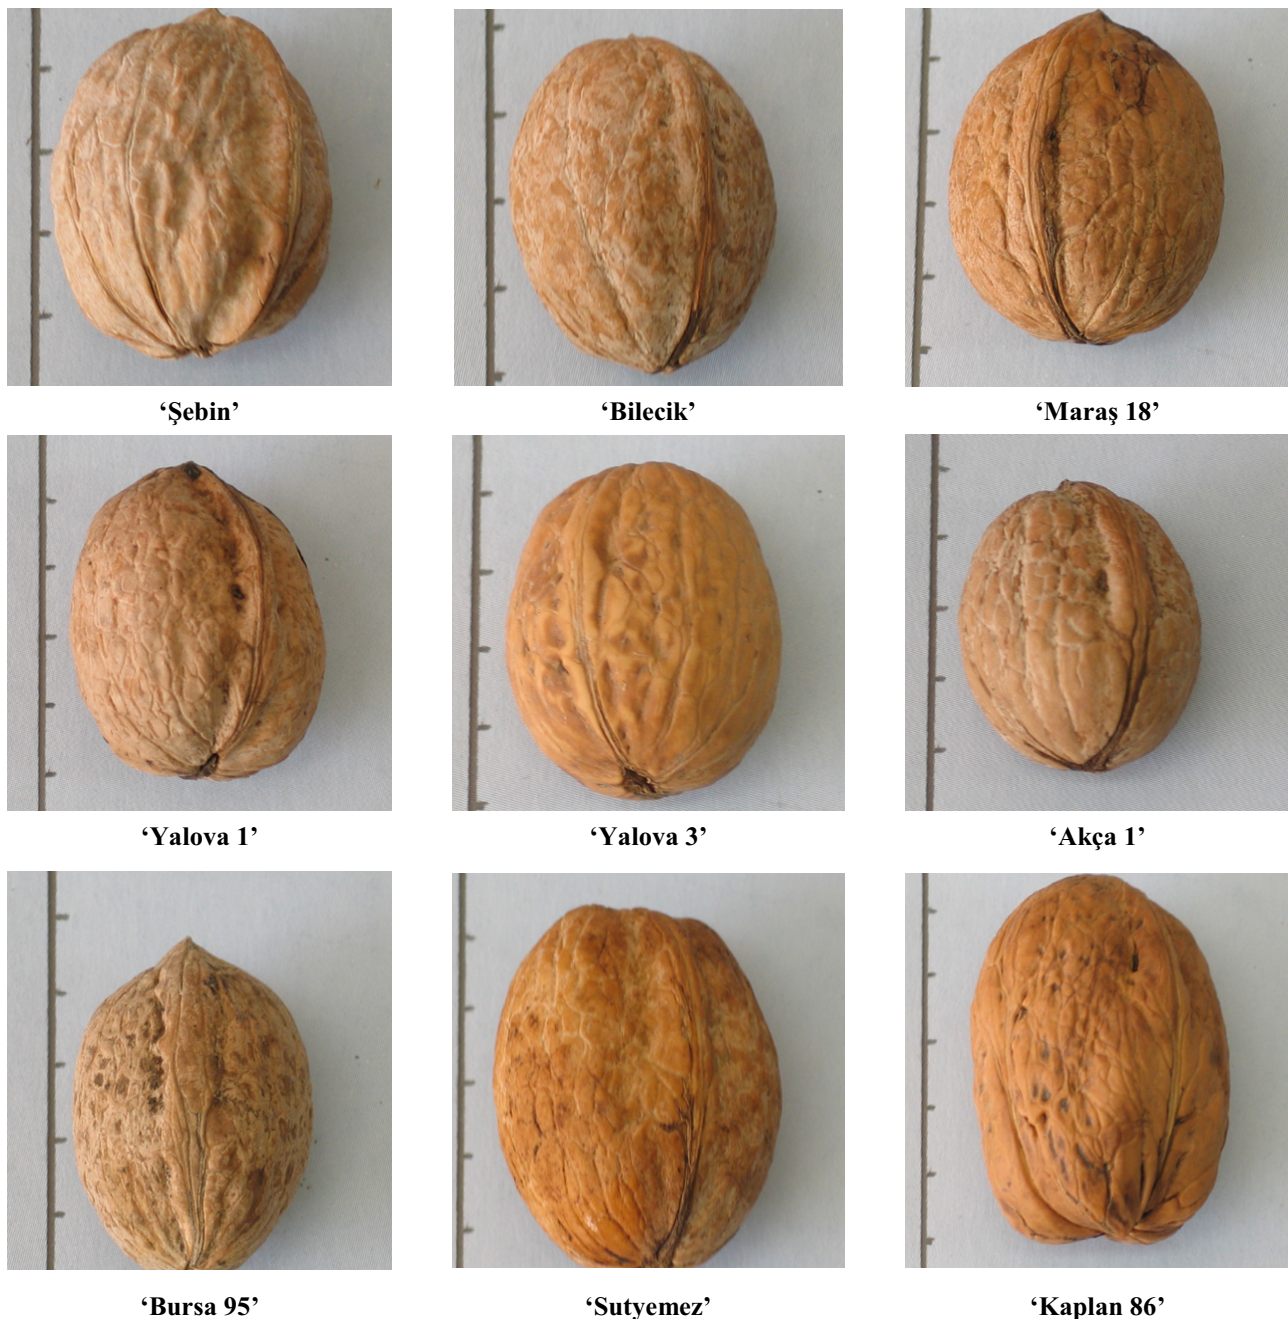 ‘Şebin’
‘Bilecik’
‘Maraş 18’
‘Yalova 1’
‘Yalova 3’
‘Akça 1’
‘Bursa 95’
‘Sutyemez’
‘Kaplan 86’